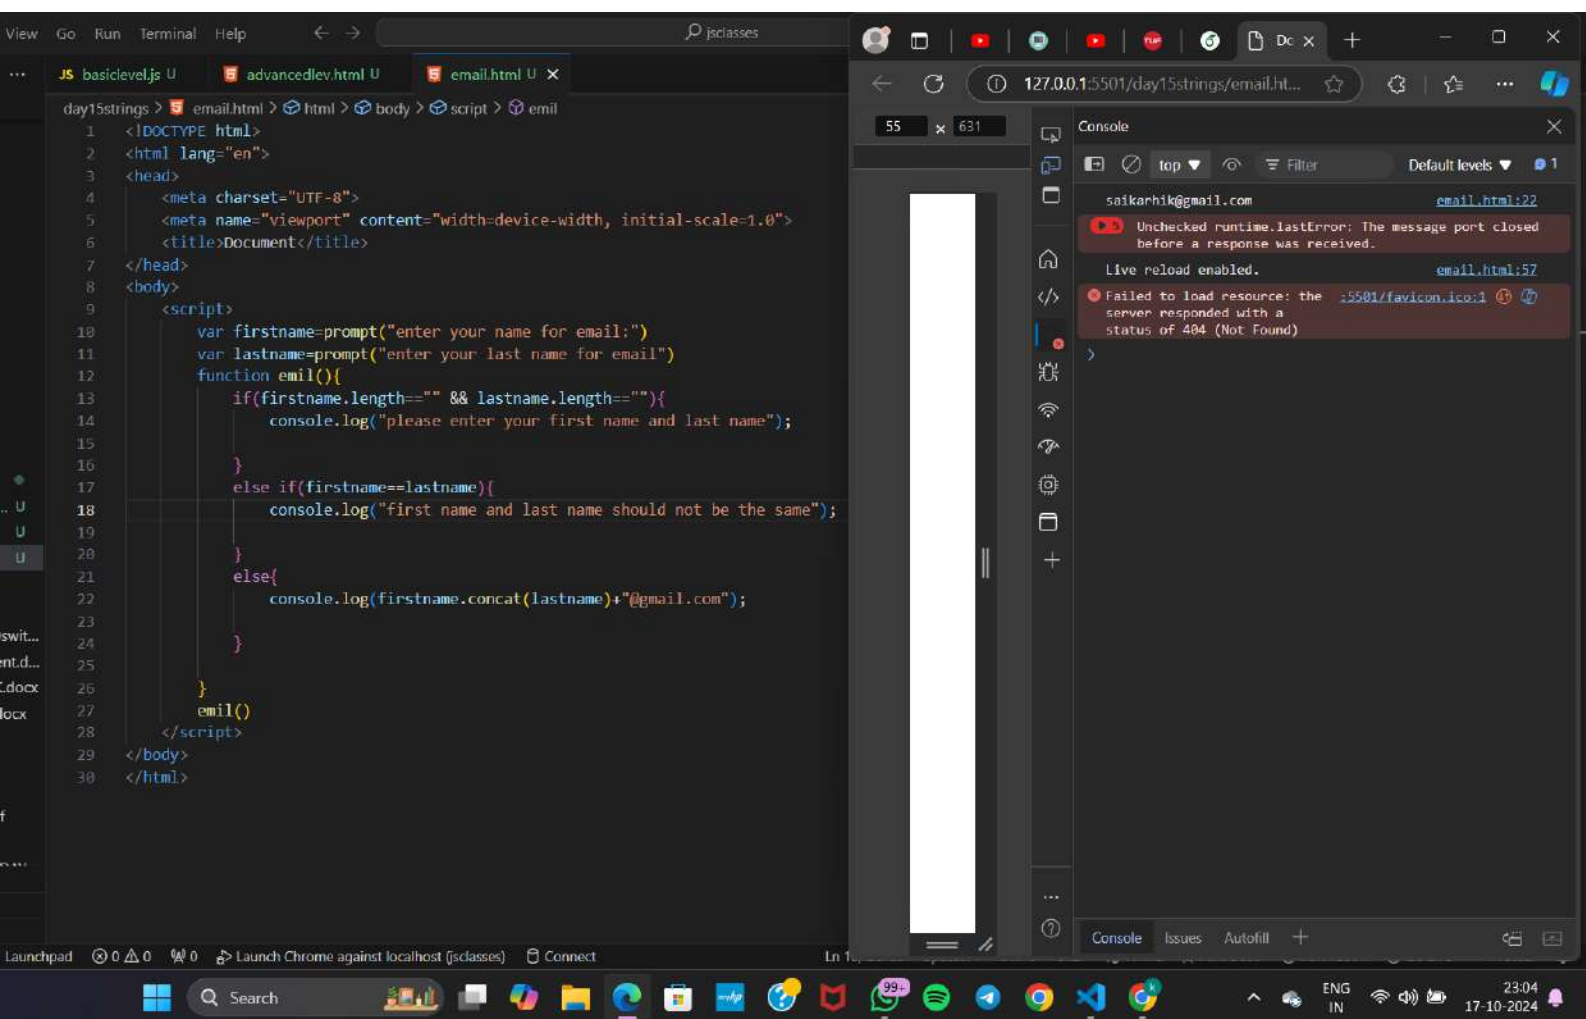 View Go Run Terminal Help
jsclasses
JS basiclevel.js U
advancedlev.html U
email.html U
day15strings > email.html > html > body > script > emil
1 <!DOCTYPE html>
2 <html lang="en">
3 <head>
4 <meta charset="UTF-8">
5 <meta name="viewport" content="width=device-width, initial-scale=1.0">
6 <title>Document</title>
7 </head>
8 <body>
9 <script>
10 var firstname=prompt("enter your name for email:")
11 var lastname=prompt("enter your last name for email")
12 function emil(){
13 if(firstname.length=="" && lastname.length==""){
14 console.log("please enter your first name and last name");
15
16 }
17 else if(firstname==lastname){
18 console.log("first name and last name should not be the same");
19
20 }
21 else{
22 console.log(firstname.concat(lastname)+"@gmail.com");
23
24 }
25
26 }
27 emil()
28 </script>
29 </body>
30 </html>
U
U
U
swit...
ent.d...
.docx
docx
f
Launchpad 0 0 0 Launch Chrome against localhost (jsclasses) Connect
Dc
127.0.0.1:5501/day15strings/email.ht...
55 × 631
Console
top Filter Default levels 1
saikarhik@gmail.com email.html:22
5 Unchecked runtime.lastError: The message port closed
before a response was received.
Live reload enabled. email.html:57
Failed to load resource: the :5501/favicon.ico:1
server responded with a
status of 404 (Not Found)
Console Issues Autofill
Search
99+
ENG
IN
23:04
17-10-2024